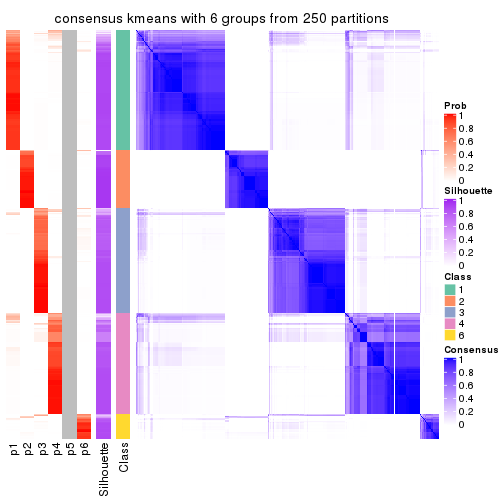 consensus kmeans with 6 groups from 250 partitions
Prob
1
0.8
0.6
0.4
0.2
0
Silhouette
1
0.8
0.6
0.4
0.2
0
Class
1
2
3
4
6
Consensus
1
0.8
0.6
0.4
0.2
0
p1
p2
p3
p4
p5
p6
Silhouette
Class